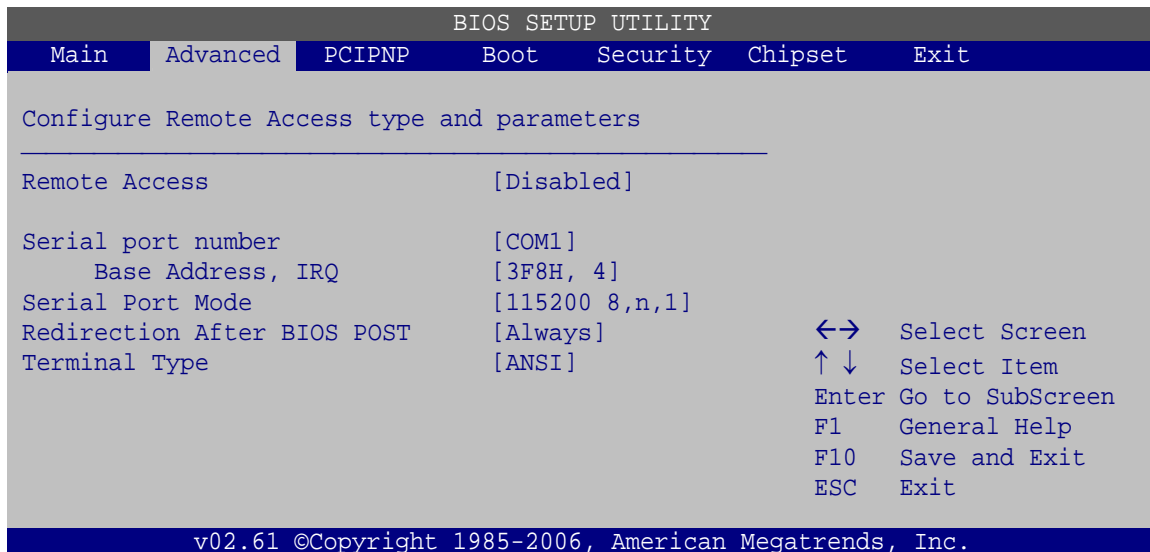 BIOS SETUP UTILITY
Main Advanced PCIPNP Boot Security Chipset Exit
Configure Remote Access type and parameters
Remote Access [Disabled]
Serial port number [COM1]
Base Address, IRQ [3F8H, 4]
Serial Port Mode [115200 8,n,1]
Redirection After BIOS POST [Always]
Terminal Type [ANSI]
←→ Select Screen
↑ ↓ Select Item
Enter Go to SubScreen
F1 General Help
F10 Save and Exit
ESC Exit
v02.61 ©Copyright 1985-2006, American Megatrends, Inc.